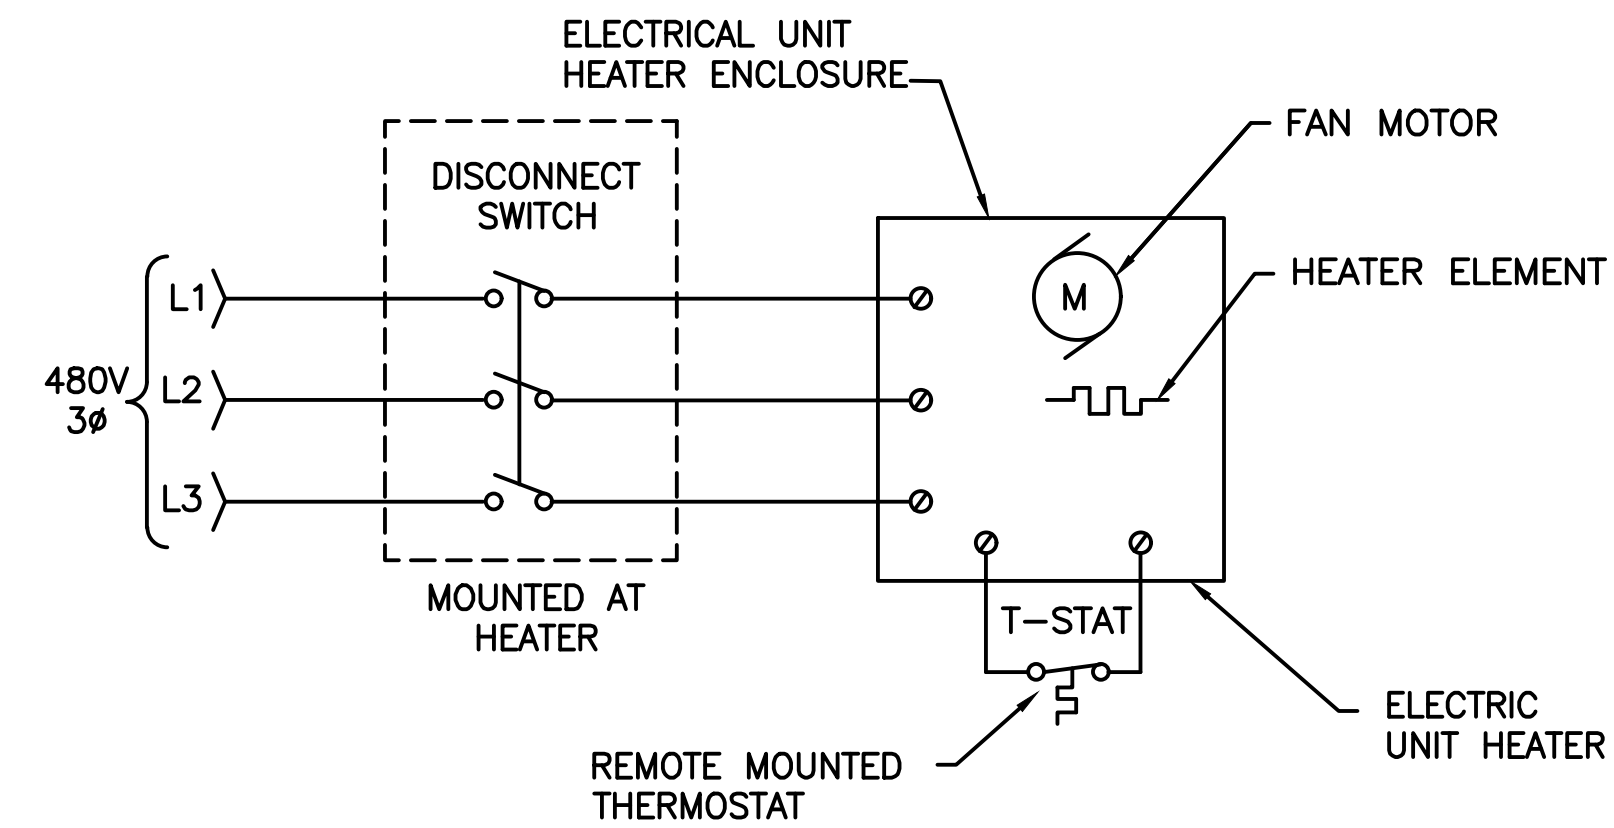 ELECTRICAL UNIT
HEATER ENCLOSURE
FAN MOTOR
DISCONNECT
SWITCH
HEATER ELEMENT
M
L1
480V
3ø
L2
L3
MOUNTED AT
HEATER
T-STAT
ELECTRIC
UNIT HEATER
REMOTE MOUNTED
THERMOSTAT